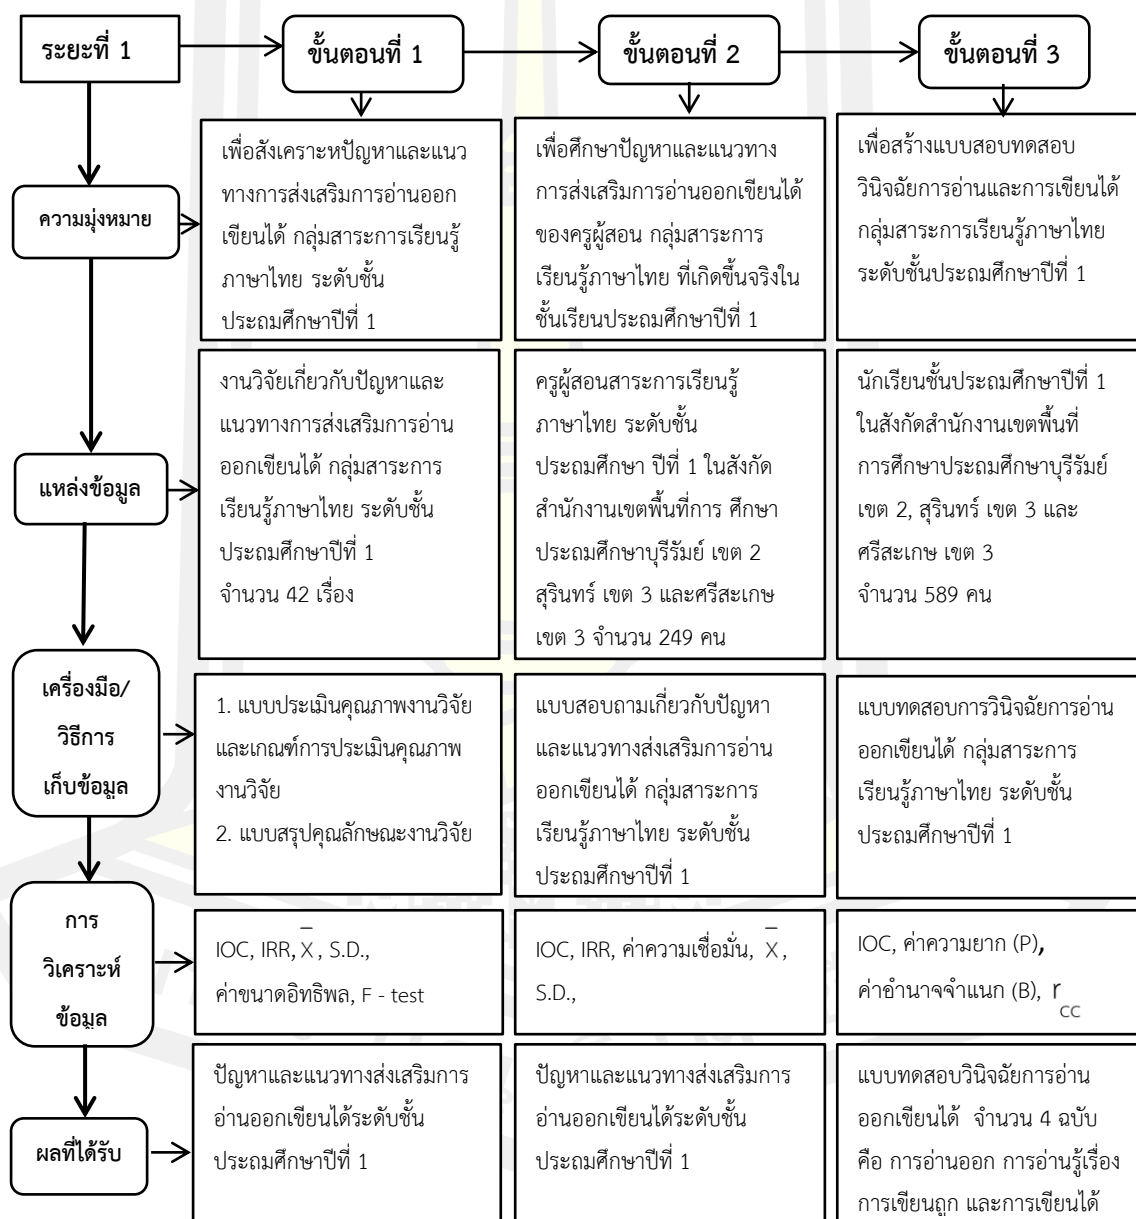 ระยะที่ 1
ขั้นตอนที่ 1
ขั้นตอนที่ 2
ขั้นตอนที่ 3
ความมุ่งหมาย
เพื่อสังเคราะหปัญหาและแนว
ทางการส่งเสริมการอ่านออก
เขียนได้ กลุ่มสาระการเรียนรู้
ภาษาไทย ระดับชั้น
ประถมศึกษาปีที่ 1
เพื่อศึกษาปัญหาและแนวทาง
การส่งเสริมการอ่านออกเขียนได้
ของครูผู้สอน กลุ่มสาระการ
เรียนรู้ภาษาไทย ที่เกิดขึ้นจริงใน
ชั้นเรียนประถมศึกษาปีที่ 1
เพื่อสร้างแบบสอบทดสอบ
วินิจฉัยการอ่านและการเขียนได้
กลุ่มสาระการเรียนรู้ภาษาไทย
ระดับชั้นประถมศึกษาปีที่ 1
แหล่งข้อมูล
งานวิจัยเกี่ยวกับปัญหาและ
แนวทางการส่งเสริมการอ่าน
ออกเขียนได้ กลุ่มสาระการ
เรียนรู้ภาษาไทย ระดับชั้น
ประถมศึกษาปีที่ 1
จำนวน 42 เรื่อง
ครูผู้สอนสาระการเรียนรู้
ภาษาไทย ระดับชั้น
ประถมศึกษา ปีที่ 1 ในสังกัด
สำนักงานเขตพื้นที่การ ศึกษา
ประถมศึกษาบุรีรัมย์ เขต 2
สุรินทร์ เขต 3 และศรีสะเกษ
เขต 3 จำนวน 249 คน
นักเรียนชั้นประถมศึกษาปีที่ 1
ในสังกัดสำนักงานเขตพื้นที่
การศึกษาประถมศึกษาบุรีรัมย์
เขต 2, สุรินทร์ เขต 3 และ
ศรีสะเกษ เขต 3
จำนวน 589 คน
เครื่องมือ/
วิธีการ
เก็บข้อมูล
1. แบบประเมินคุณภาพงานวิจัย
และเกณฑ์การประเมินคุณภาพ
งานวิจัย
2. แบบสรุปคุณลักษณะงานวิจัย
แบบสอบถามเกี่ยวกับปัญหา
และแนวทางส่งเสริมการอ่าน
ออกเขียนได้ กลุ่มสาระการ
เรียนรู้ภาษาไทย ระดับชั้น
ประถมศึกษาปีที่ 1
แบบทดสอบการวินิจฉัยการอ่าน
ออกเขียนได้ กลุ่มสาระการ
เรียนรู้ภาษาไทย ระดับชั้น
ประถมศึกษาปีที่ 1
การ
วิเคราะห์
ข้อมูล
IOC, IRR, X̄, S.D.,
ค่าขนาดอิทธิพล, F - test
IOC, IRR, ค่าความเชื่อมั่น, X̄,
S.D.,
IOC, ค่าความยาก (P),
ค่าอำนาจจำแนก (B), rcc
ผลที่ได้รับ
ปัญหาและแนวทางส่งเสริมการ
อ่านออกเขียนได้ระดับชั้น
ประถมศึกษาปีที่ 1
ปัญหาและแนวทางส่งเสริมการ
อ่านออกเขียนได้ระดับชั้น
ประถมศึกษาปีที่ 1
แบบทดสอบวินิจฉัยการอ่าน
ออกเขียนได้ จำนวน 4 ฉบับ
คือ การอ่านออก การอ่านรู้เรื่อง
การเขียนถูก และการเขียนได้